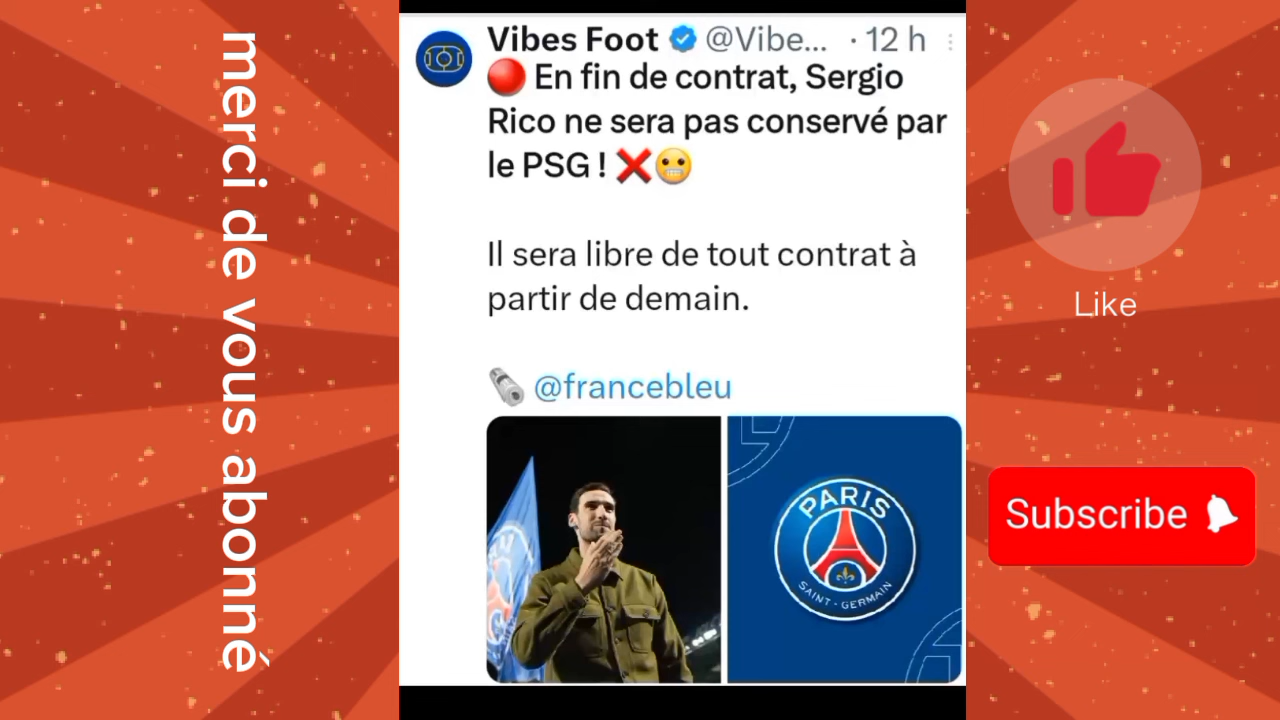 merci de vous abonné
Vibes Foot @Vibe... · 12 h
En fin de contrat, Sergio
Rico ne sera pas conservé par
le PSG !
Il sera libre de tout contrat à
partir de demain.
@francebleu
PARIS
SAINT - GERMAIN
Like
Subscribe